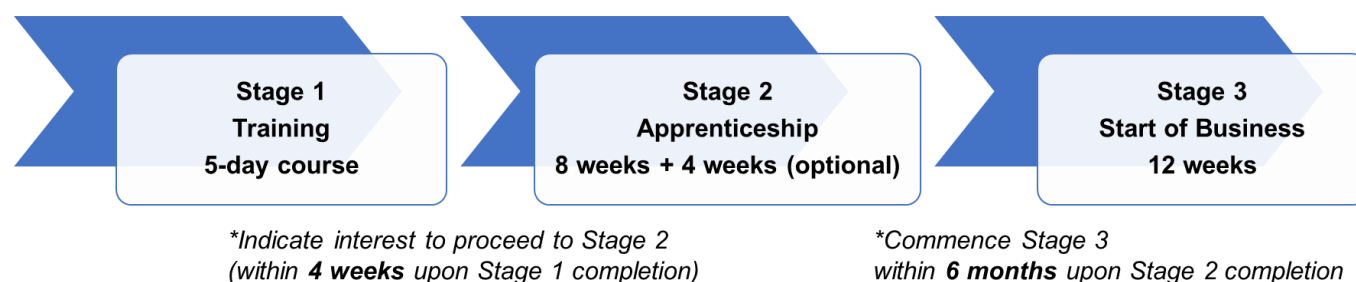 Stage 1
Training
5-day course
Stage 2
Apprenticeship
8 weeks + 4 weeks (optional)
Stage 3
Start of Business
12 weeks
*Indicate interest to proceed to Stage 2
(within 4 weeks upon Stage 1 completion)
*Commence Stage 3
within 6 months upon Stage 2 completion